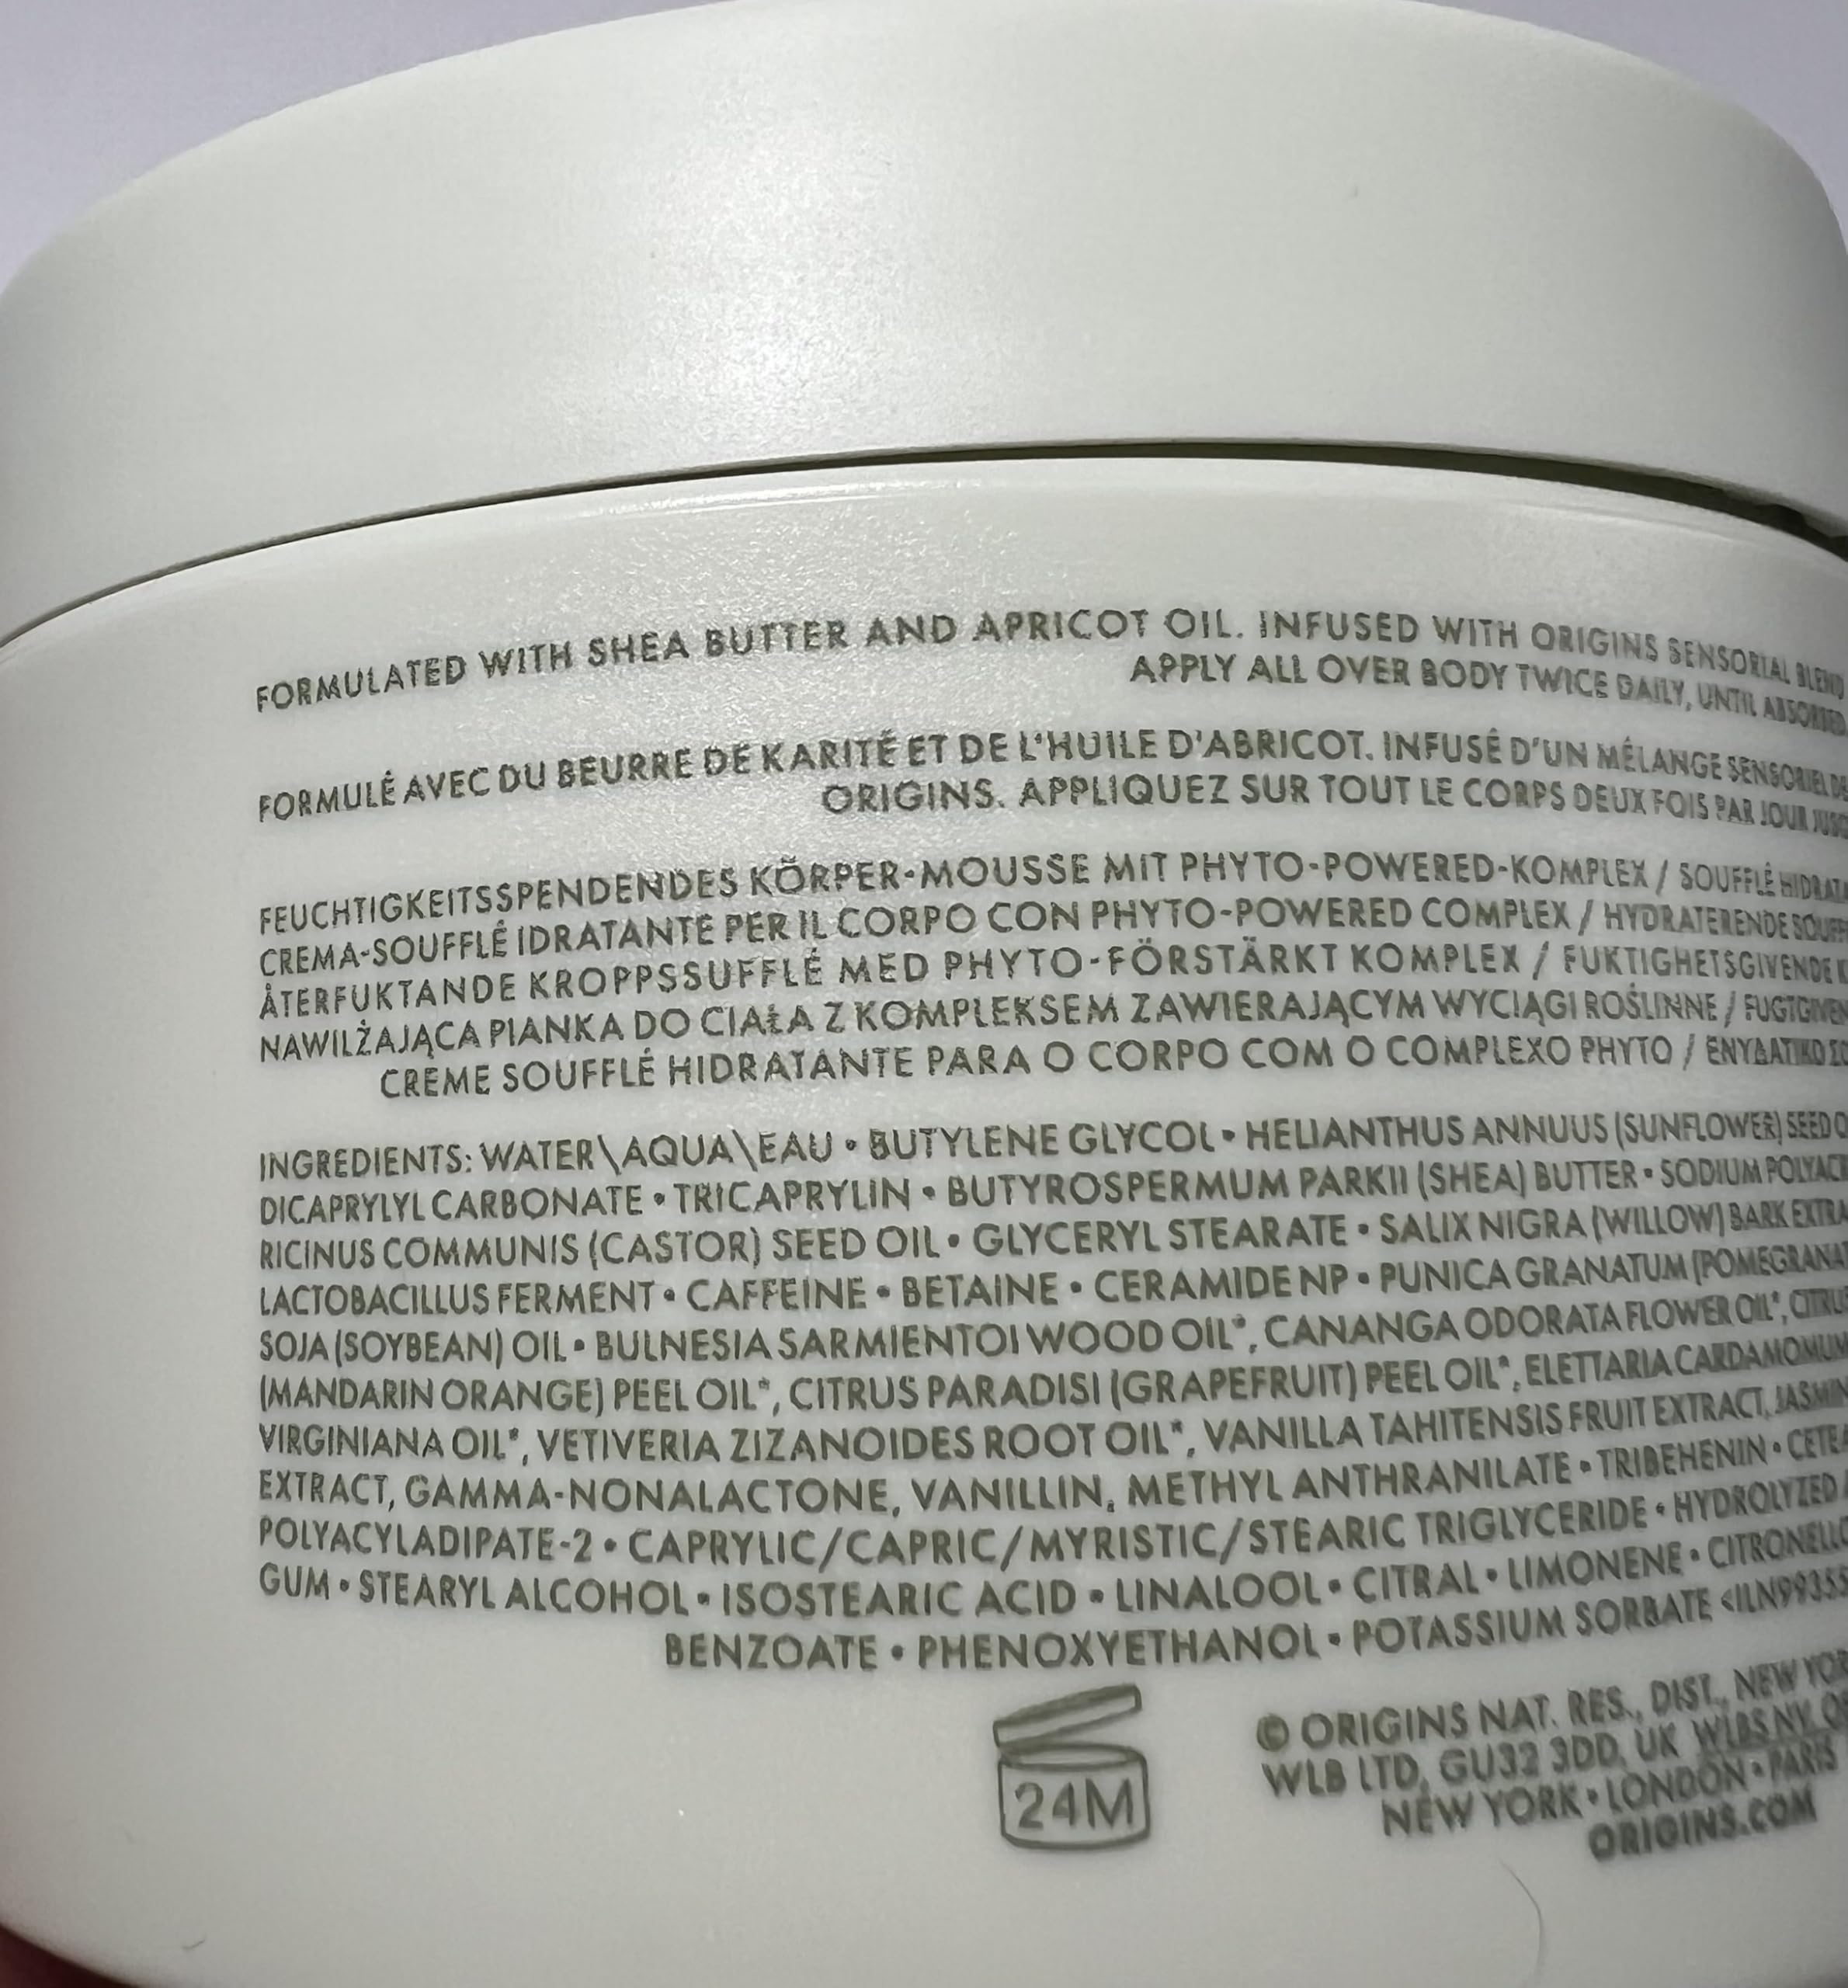 FORMULATED WITH SHEA BUTTER AND APRICOT OIL. INFUSED WITH ORIGINS SENSORIAL BLEND
APPLY ALL OVER BODY TWICE DAILY, UNTIL ABSORBED
FORMULÉ AVEC DU BEURRE DE KARITÉ ET DE L'HUILE D'ABRICOT. INFUSÉ D'UN MÉLANGE SENSORIEL DE
ORIGINS. APPLIQUEZ SUR TOUT LE CORPS DEUX FOIS PAR JOUR
FEUCHTIGKEITSSPENDENDES KÖRPER-MOUSSE MIT PHYTO-POWERED-KOMPLEX / SOUFFLÉ
CREMA-SOUFFLÉ IDRATANTE PER IL CORPO CON PHYTO-POWERED COMPLEX / HYDRATERENDE
ÅTERFUKTANDE KROPPSSUFFLÉ MED PHYTO-FÖRSTÄRKT KOMPLEX / FUKTIGHETSGIVENDE
NAWILŻAJĄCA PIANKA DO CIAŁA Z KOMPLEKSEM ZAWIERAJĄCYM WYCIĄGI ROŚLINNE /
CREME SOUFFLÉ HIDRATANTE PARA O CORPO COM O COMPLEXO PHYTO /
INGREDIENTS: WATER\AQUA\EAU • BUTYLENE GLYCOL • HELIANTHUS ANNUUS (SUNFLOWER) SEED
DICAPRYLYL CARBONATE • TRICAPRYLIN • BUTYROSPERMUM PARKII (SHEA) BUTTER • SODIUM
RICINUS COMMUNIS (CASTOR) SEED OIL • GLYCERYL STEARATE • SALIX NIGRA (WILLOW) BARK
LACTOBACILLUS FERMENT • CAFFEINE • BETAINE • CERAMIDE NP • PUNICA GRANATUM
SOJA (SOYBEAN) OIL • BULNESIA SARMIENTOI WOOD OIL*, CANANGA ODORATA FLOWER OIL*,
(MANDARIN ORANGE) PEEL OIL*, CITRUS PARADISI (GRAPEFRUIT) PEEL OIL*, ELETTARIA
VIRGINIANA OIL*, VETIVERIA ZIZANOIDES ROOT OIL*, VANILLA TAHITENSIS FRUIT EXTRACT,
EXTRACT, GAMMA-NONALACTONE, VANILLIN, METHYL ANTHRANILATE • TRIBEHENIN •
POLYACYLADIPATE-2 • CAPRYLIC/CAPRIC/MYRISTIC/STEARIC TRIGLYCERIDE • HYDROLYZED
GUM • STEARYL ALCOHOL • ISOSTEARIC ACID • LINALOOL • CITRAL • LIMONENE •
BENZOATE • PHENOXYETHANOL • POTASSIUM SORBATE
24M
© ORIGINS NAT. RES., DIST., NEW
WLB LTD, GU32 3DD, UK
NEW YORK • LONDON • PARIS
ORIGINS.COM